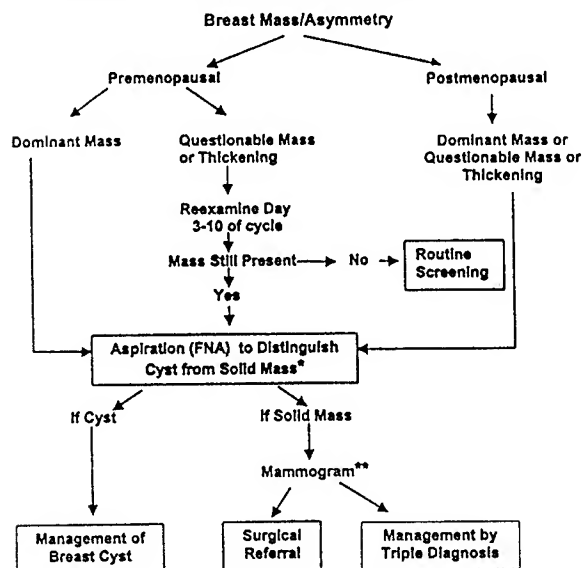 Breast Mass/Asymmetry
Premenopausal
Postmenopausal
Dominant Mass
Questionable Mass
or Thickening
Dominant Mass or
Questionable Mass or
Thickening
Reexamine Day
3-10 of cycle
Mass Still Present
No
Routine
Screening
Yes
Aspiration (FNA) to Distinguish
Cyst from Solid Mass*
If Cyst
If Solid Mass
Mammogram**
Management of
Breast Cyst
Surgical
Referral
Management by
Triple Diagnosis